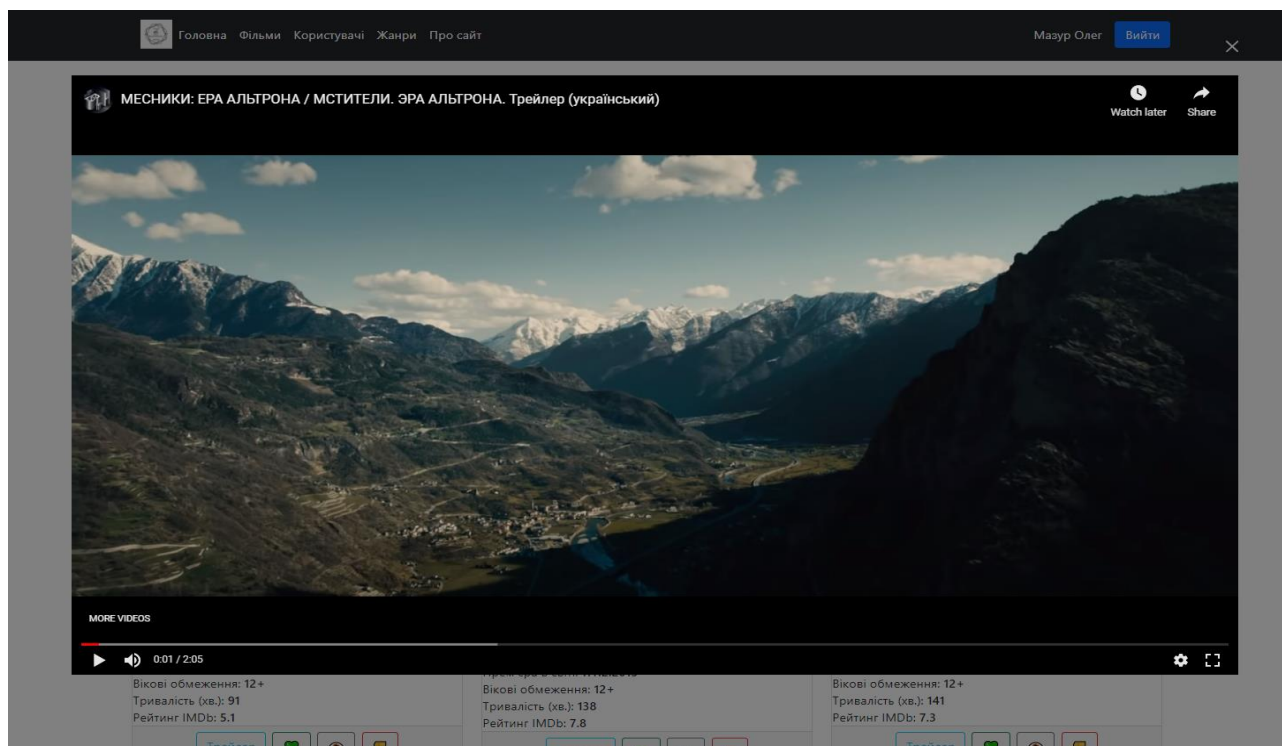 Головна Фільми Користувачі Жанри Про сайт Мазур Олег Вийти
МЕСНИКИ: ЕРА АЛЬТРОНА / МСТИТЕЛИ. ЭРА АЛЬТРОНА. Трейлер (український)
Watch later Share
MORE VIDEOS
0:01 / 2:05
Вікові обмеження: 12+
Тривалість (хв.): 91
Рейтинг IMDb: 5.1
Вікові обмеження: 12+
Тривалість (хв.): 138
Рейтинг IMDb: 7.8
Вікові обмеження: 12+
Тривалість (хв.): 141
Рейтинг IMDb: 7.3
Трейлер
Трейлер